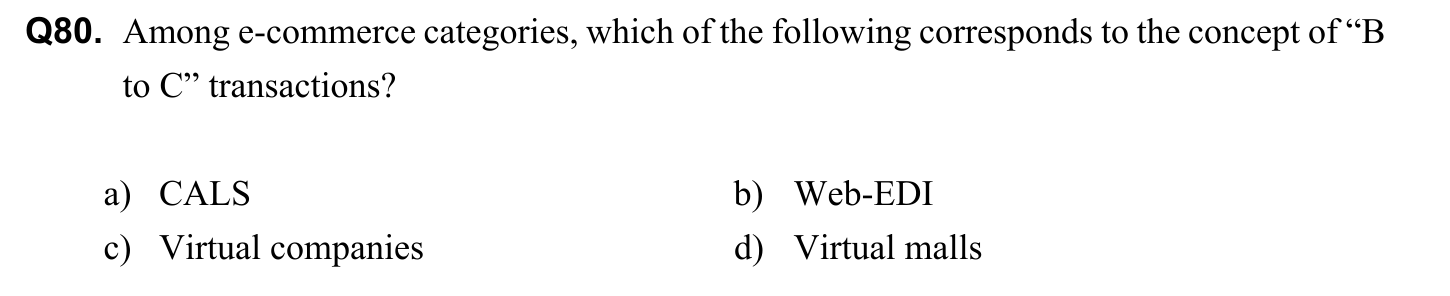 Q80. Among e-commerce categories, which of the following corresponds to the concept of “B
to C” transactions?
a) CALS b) Web-EDI
c) Virtual companies d) Virtual malls